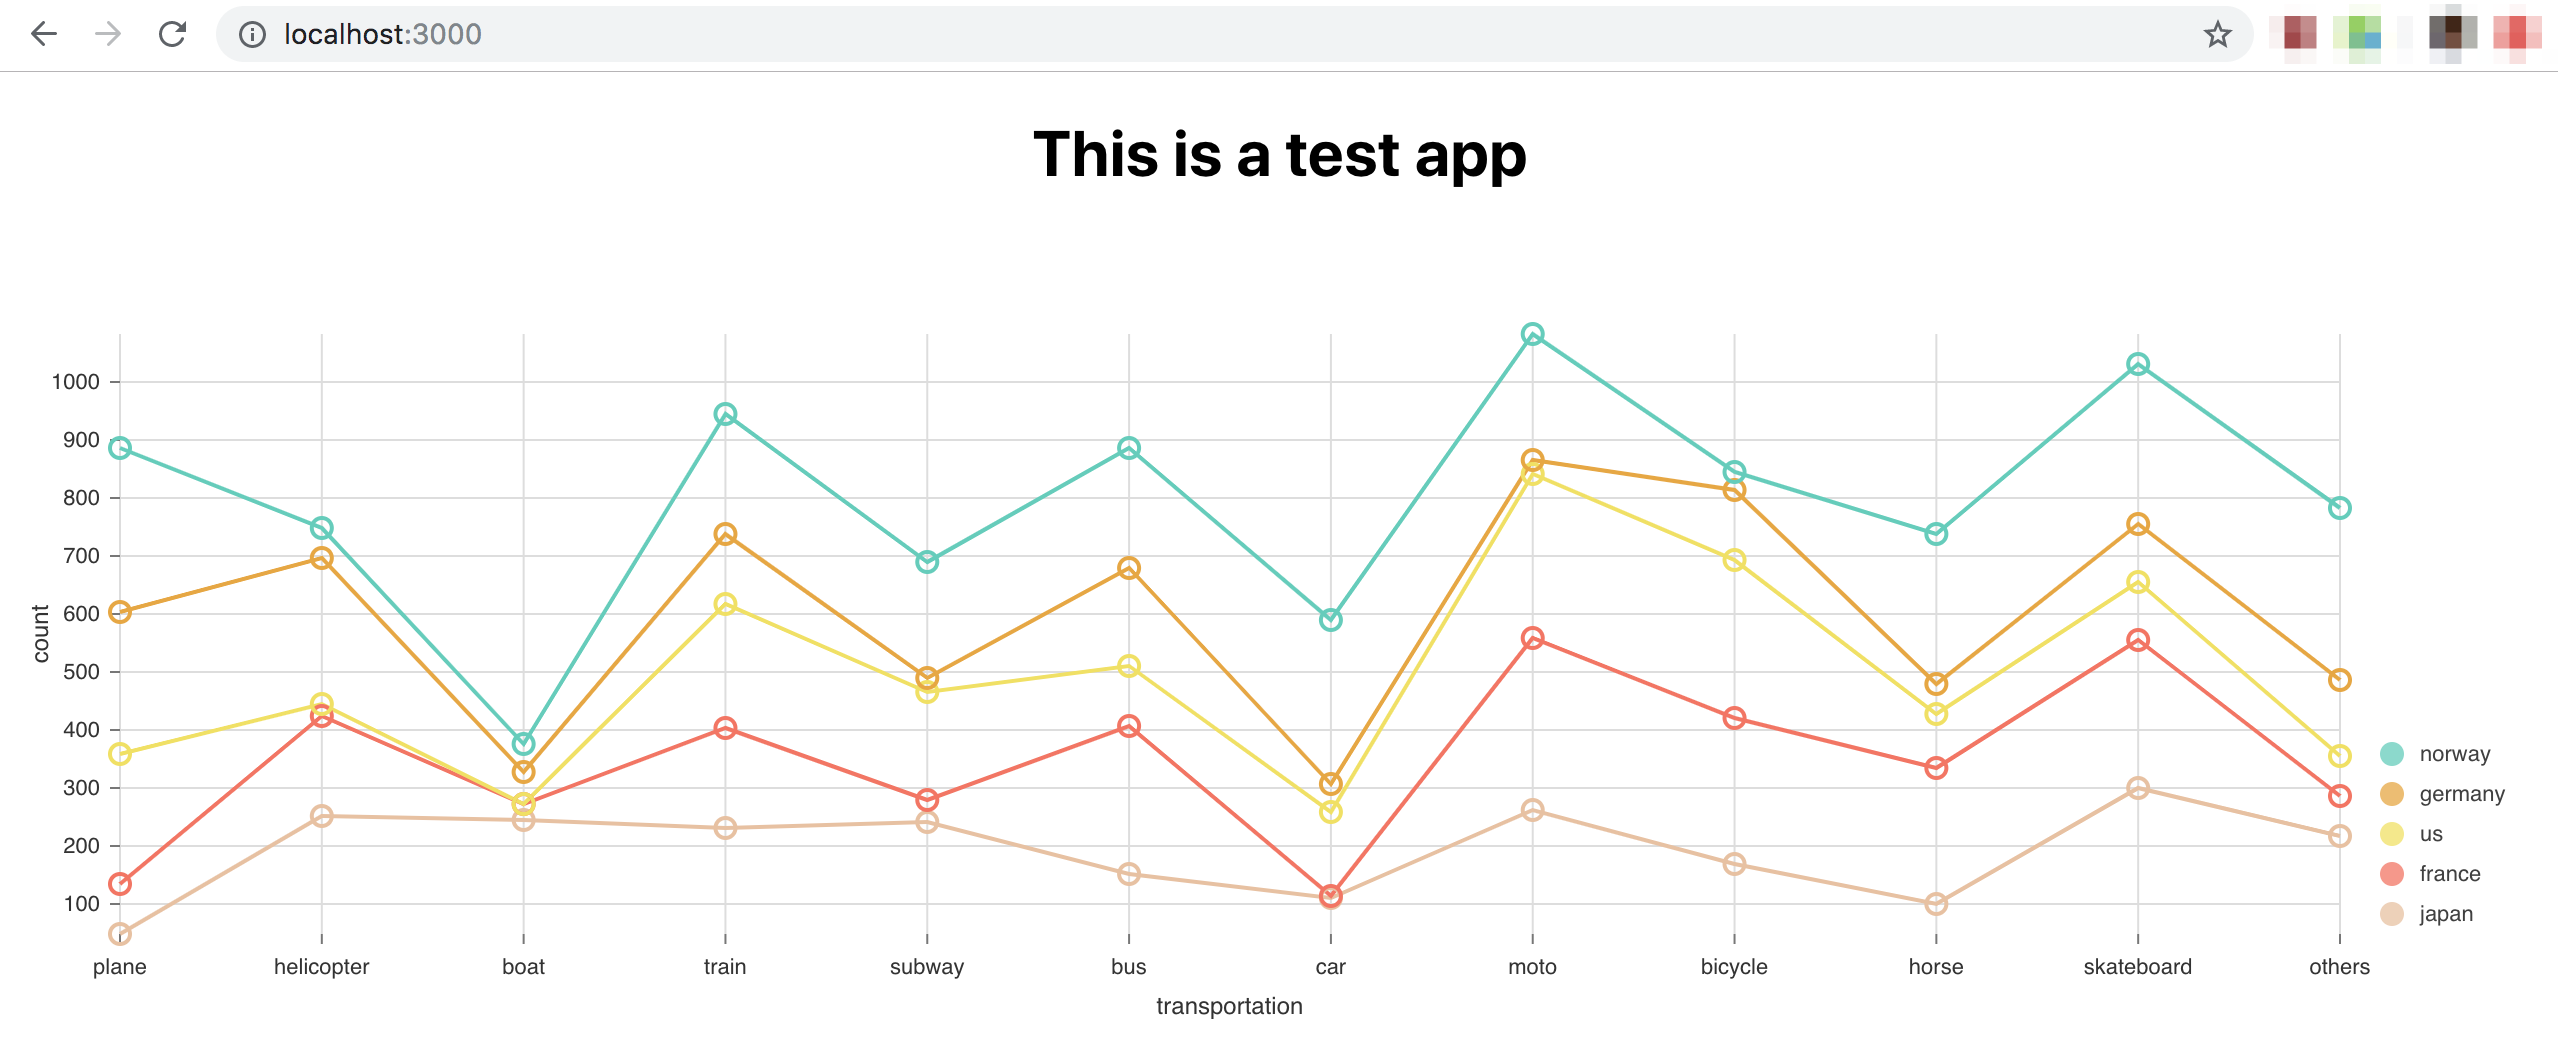 localhost:3000
This is a test app
1000
900
800
700
600
500
400
300
200
100
count
plane helicopter boat train subway bus car moto bicycle horse skateboard others
transportation
norway
germany
us
france
japan